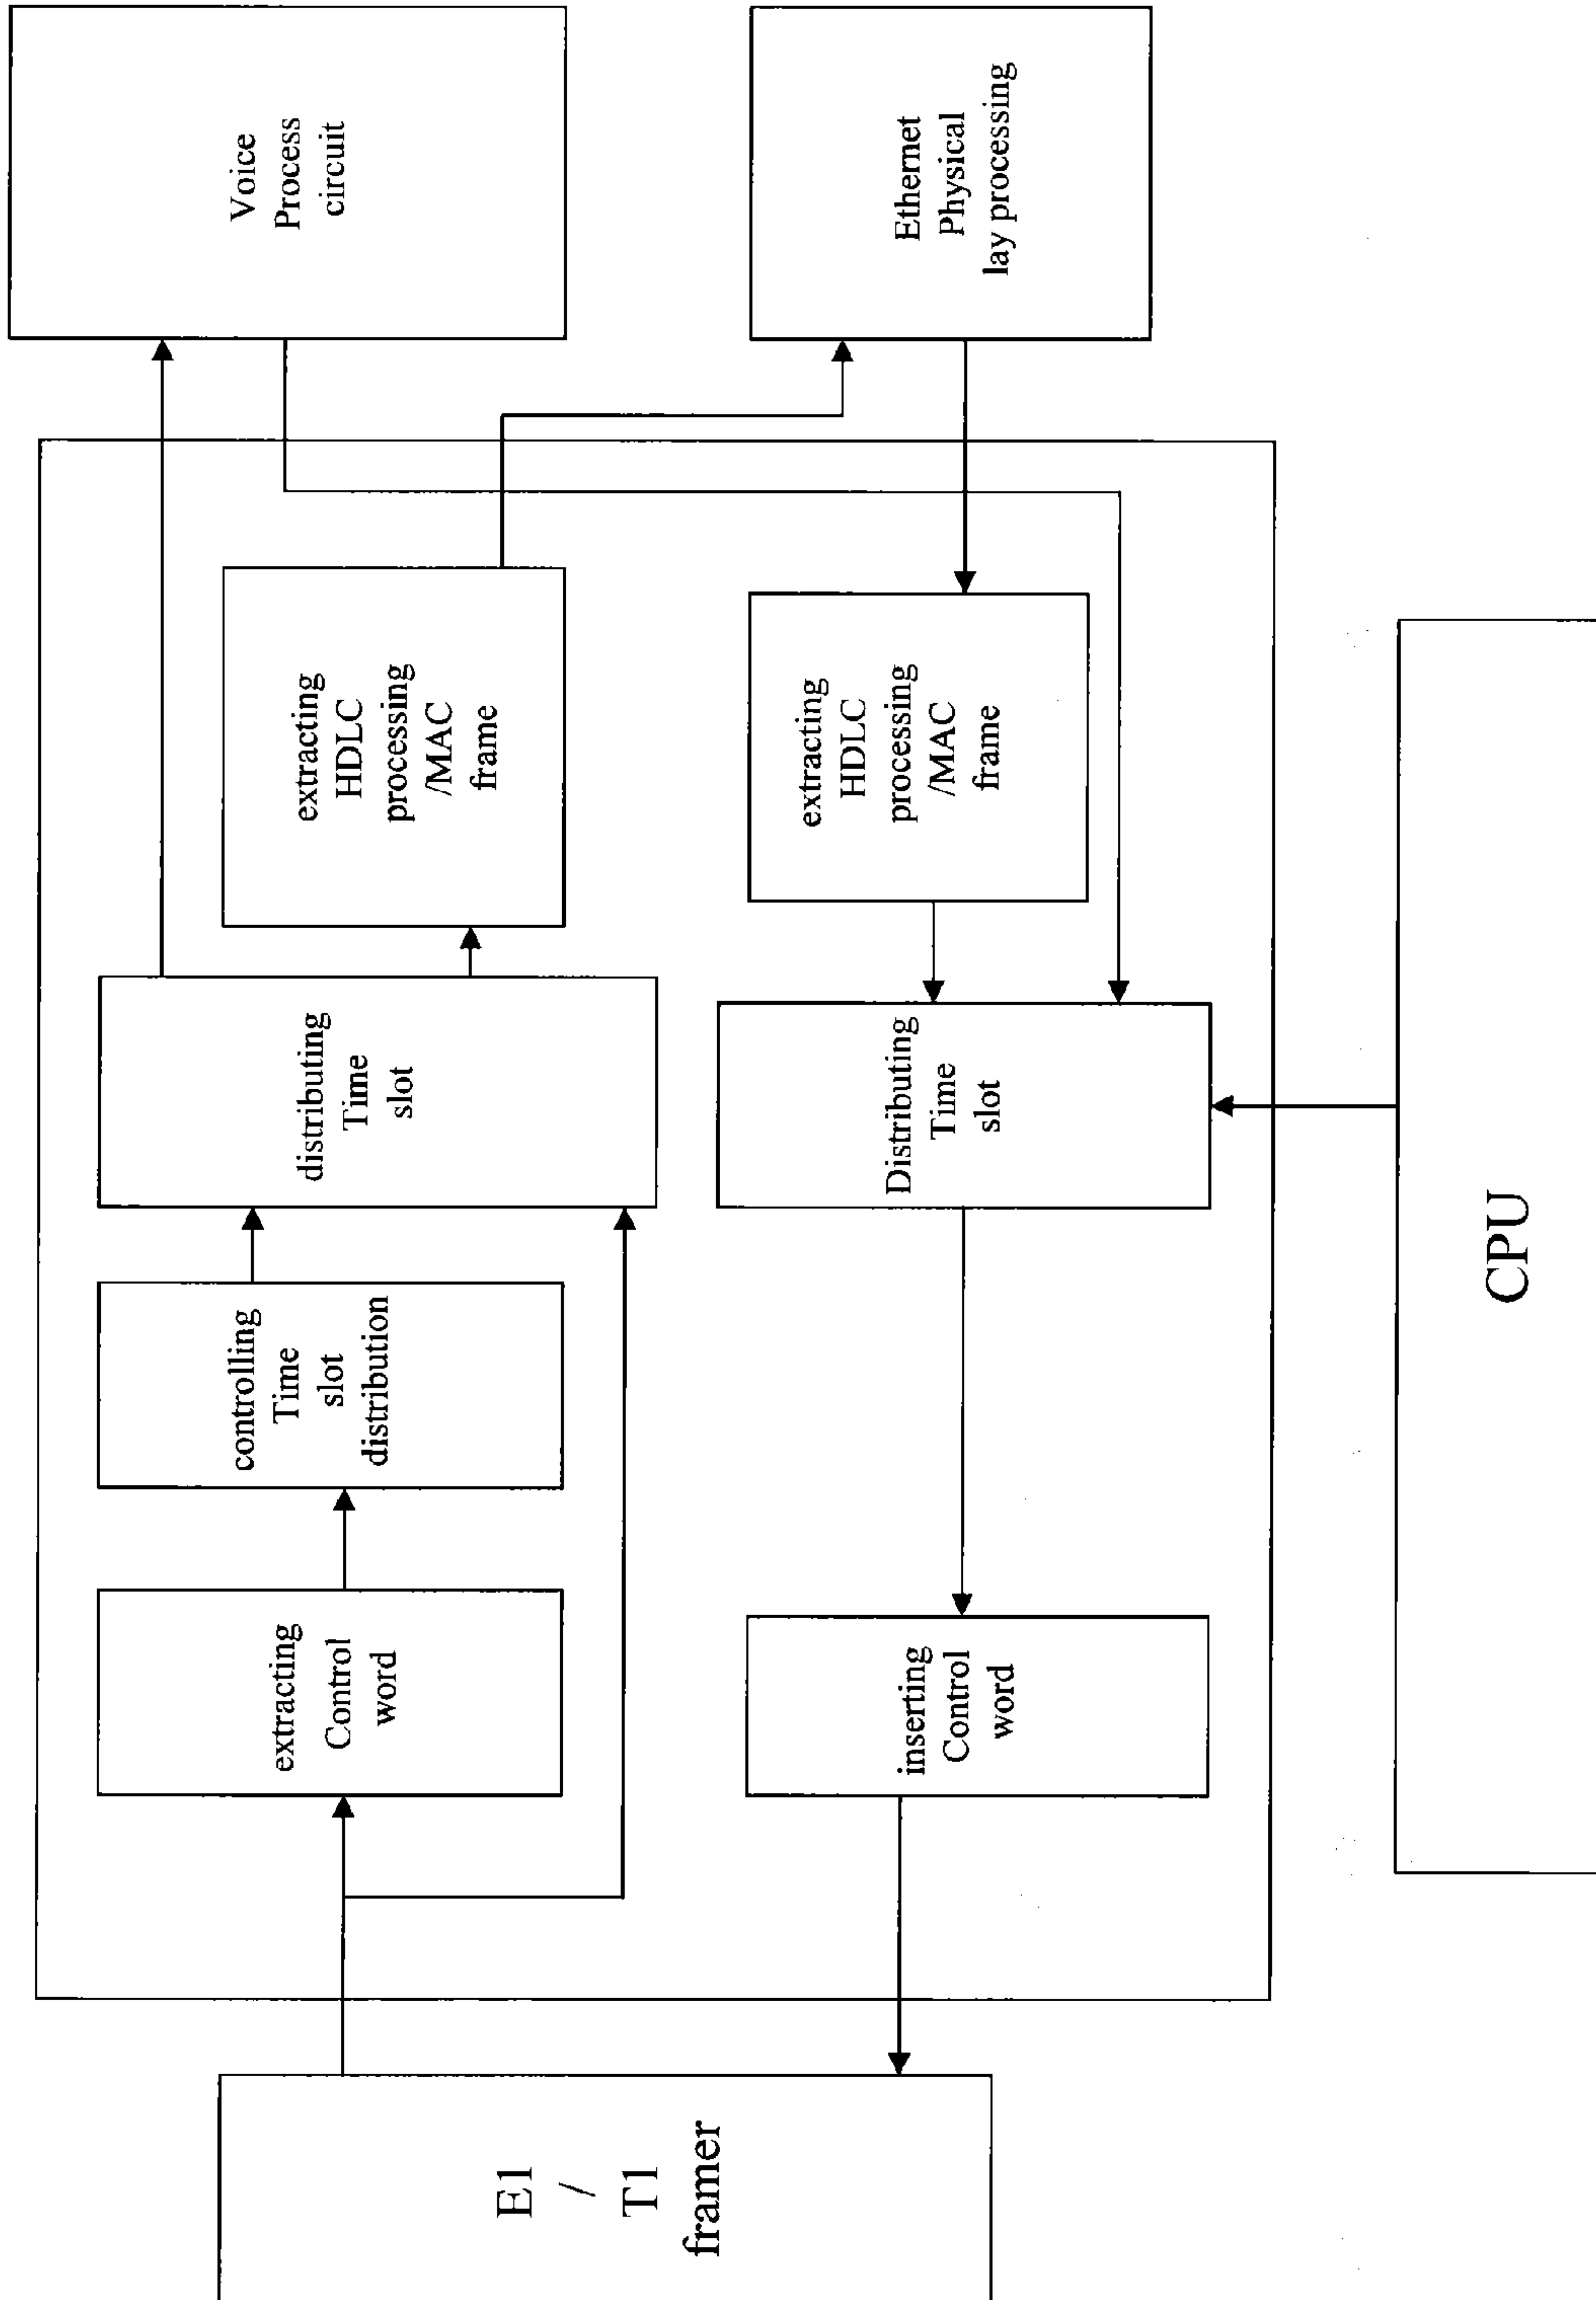 E1
/
T1
framer
extracting
Control
word
controlling
Time
slot
distribution
distributing
Time
slot
extracting
HDLC
processing
/MAC
frame
Voice
Process
circuit
inserting
Control
word
Distributing
Time
slot
extracting
HDLC
processing
/MAC
frame
Ethernet
Physical
lay processing
CPU